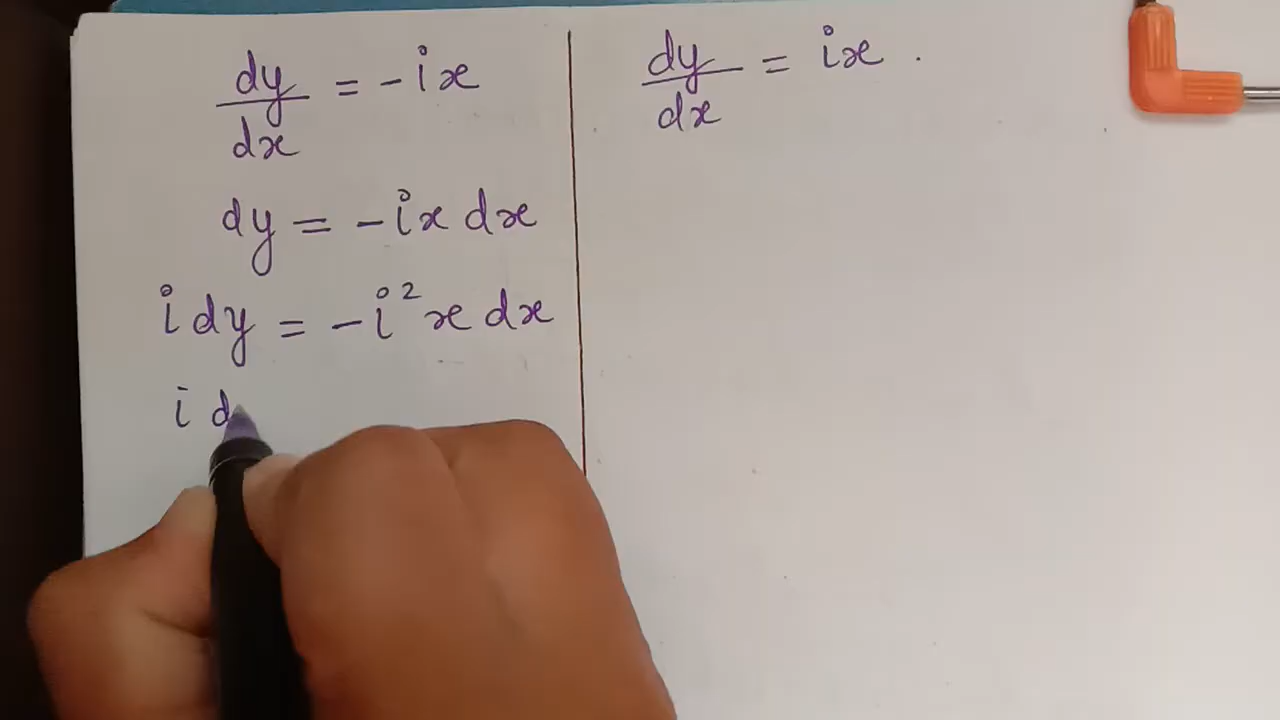 dy/dx = -ix
dy = -ix dx
i dy = -i² x dx
i d
dy/dx = ix .